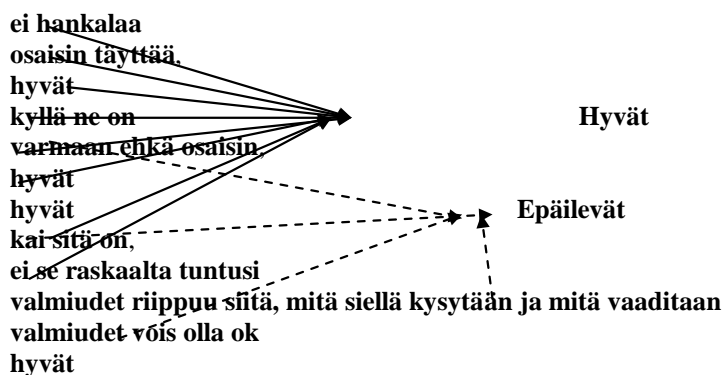 ei hankalaa
osaisin täyttää,
hyvät
kyllä ne on
Hyvät
varmaan ehkä osaisin,
hyvät
hyvät
Epäilevät
kai sitä on,
ei se raskaalta tuntusi
valmiudet riippuu siitä, mitä siellä kysytään ja mitä vaaditaan
valmiudet vois olla ok
hyvät